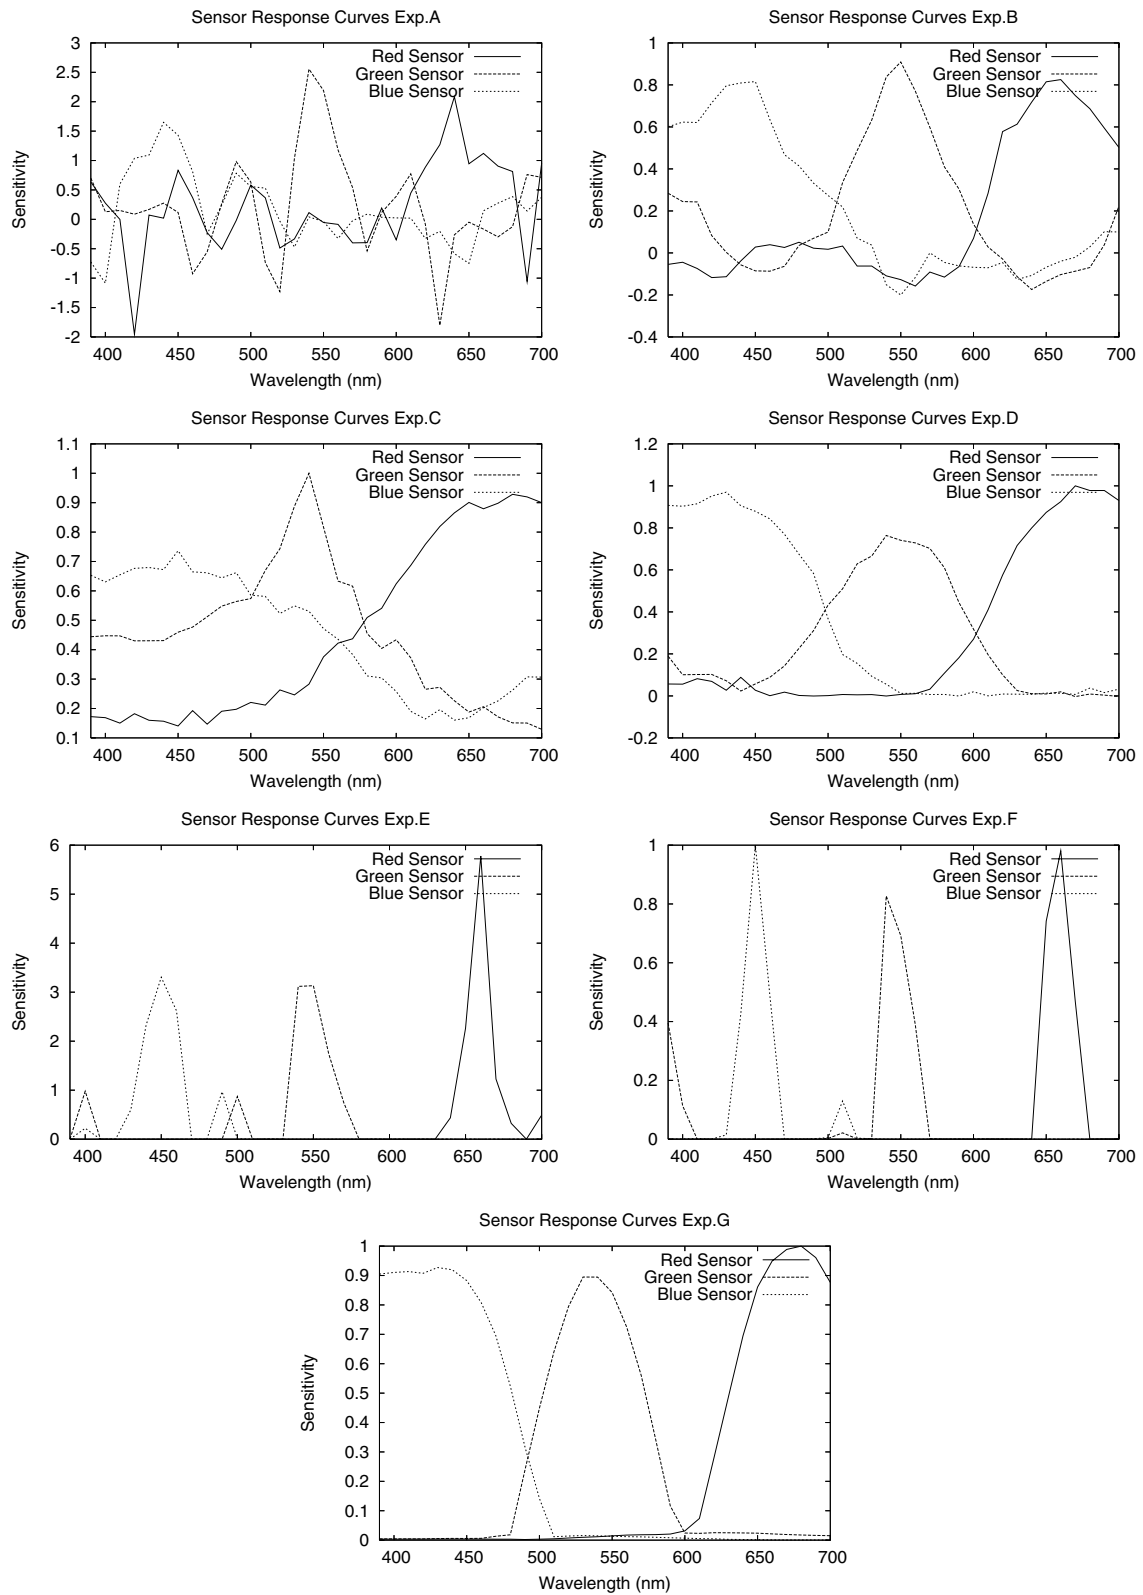 Sensor Response Curves Exp.A
3
2.5
2
1.5
1
0.5
0
-0.5
-1
-1.5
-2
Sensitivity
Red Sensor
Green Sensor
Blue Sensor
400 450 500 550 600 650 700
Wavelength (nm)
Sensor Response Curves Exp.B
1
0.8
0.6
0.4
0.2
0
-0.2
-0.4
Sensitivity
Red Sensor
Green Sensor
Blue Sensor
400 450 500 550 600 650 700
Wavelength (nm)
Sensor Response Curves Exp.C
1.1
1
0.9
0.8
0.7
0.6
0.5
0.4
0.3
0.2
0.1
Sensitivity
Red Sensor
Green Sensor
Blue Sensor
400 450 500 550 600 650 700
Wavelength (nm)
Sensor Response Curves Exp.D
1.2
1
0.8
0.6
0.4
0.2
0
-0.2
Sensitivity
Red Sensor
Green Sensor
Blue Sensor
400 450 500 550 600 650 700
Wavelength (nm)
Sensor Response Curves Exp.E
6
5
4
3
2
1
0
Sensitivity
Red Sensor
Green Sensor
Blue Sensor
400 450 500 550 600 650 700
Wavelength (nm)
Sensor Response Curves Exp.F
1
0.8
0.6
0.4
0.2
0
Sensitivity
Red Sensor
Green Sensor
Blue Sensor
400 450 500 550 600 650 700
Wavelength (nm)
Sensor Response Curves Exp.G
1
0.9
0.8
0.7
0.6
0.5
0.4
0.3
0.2
0.1
0
Sensitivity
Red Sensor
Green Sensor
Blue Sensor
400 450 500 550 600 650 700
Wavelength (nm)